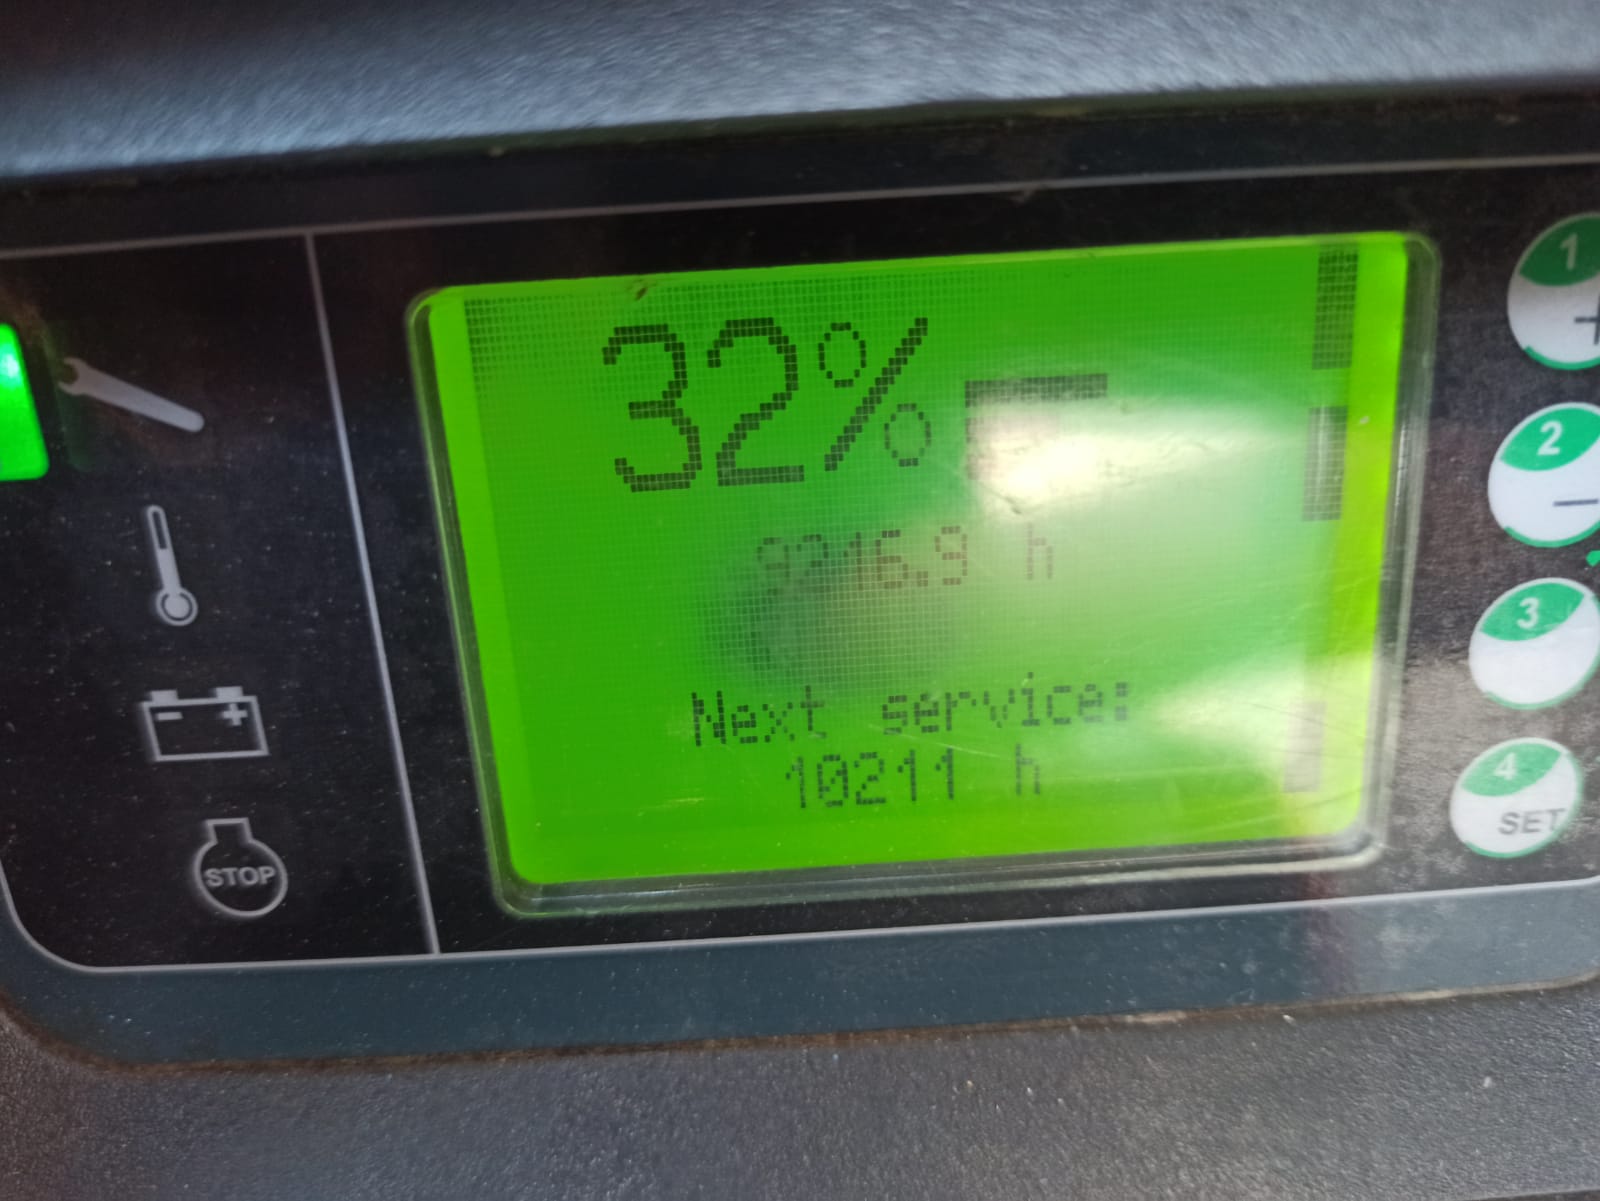 32%
9216.9 h
Next service:
10211 h
STOP
1
+
2
−
3
4
SET
- +